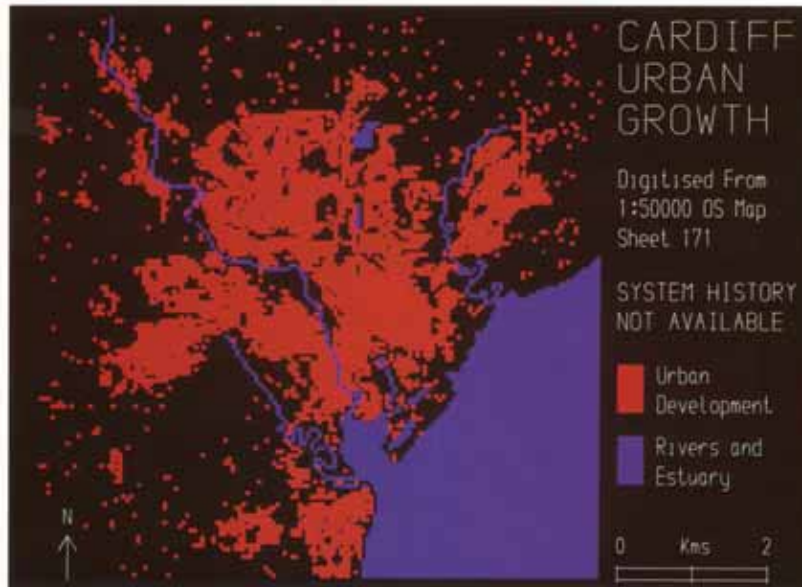 CARDIFF
URBAN
GROWTH
Digitised From
1:50000 OS Map
Sheet 171
SYSTEM HISTORY
NOT AVAILABLE
Urban
Development
Rivers and
Estuary
N
0 Kms 2